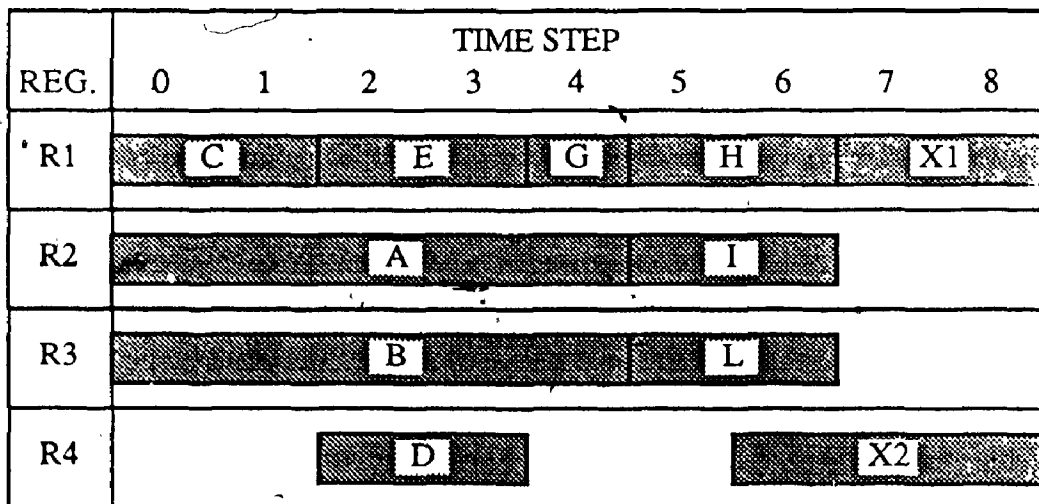 TIME STEP
REG. 0 1 2 3 4 5 6 7 8
R1 C E G H X1
R2 A I
R3 B L
R4 D X2